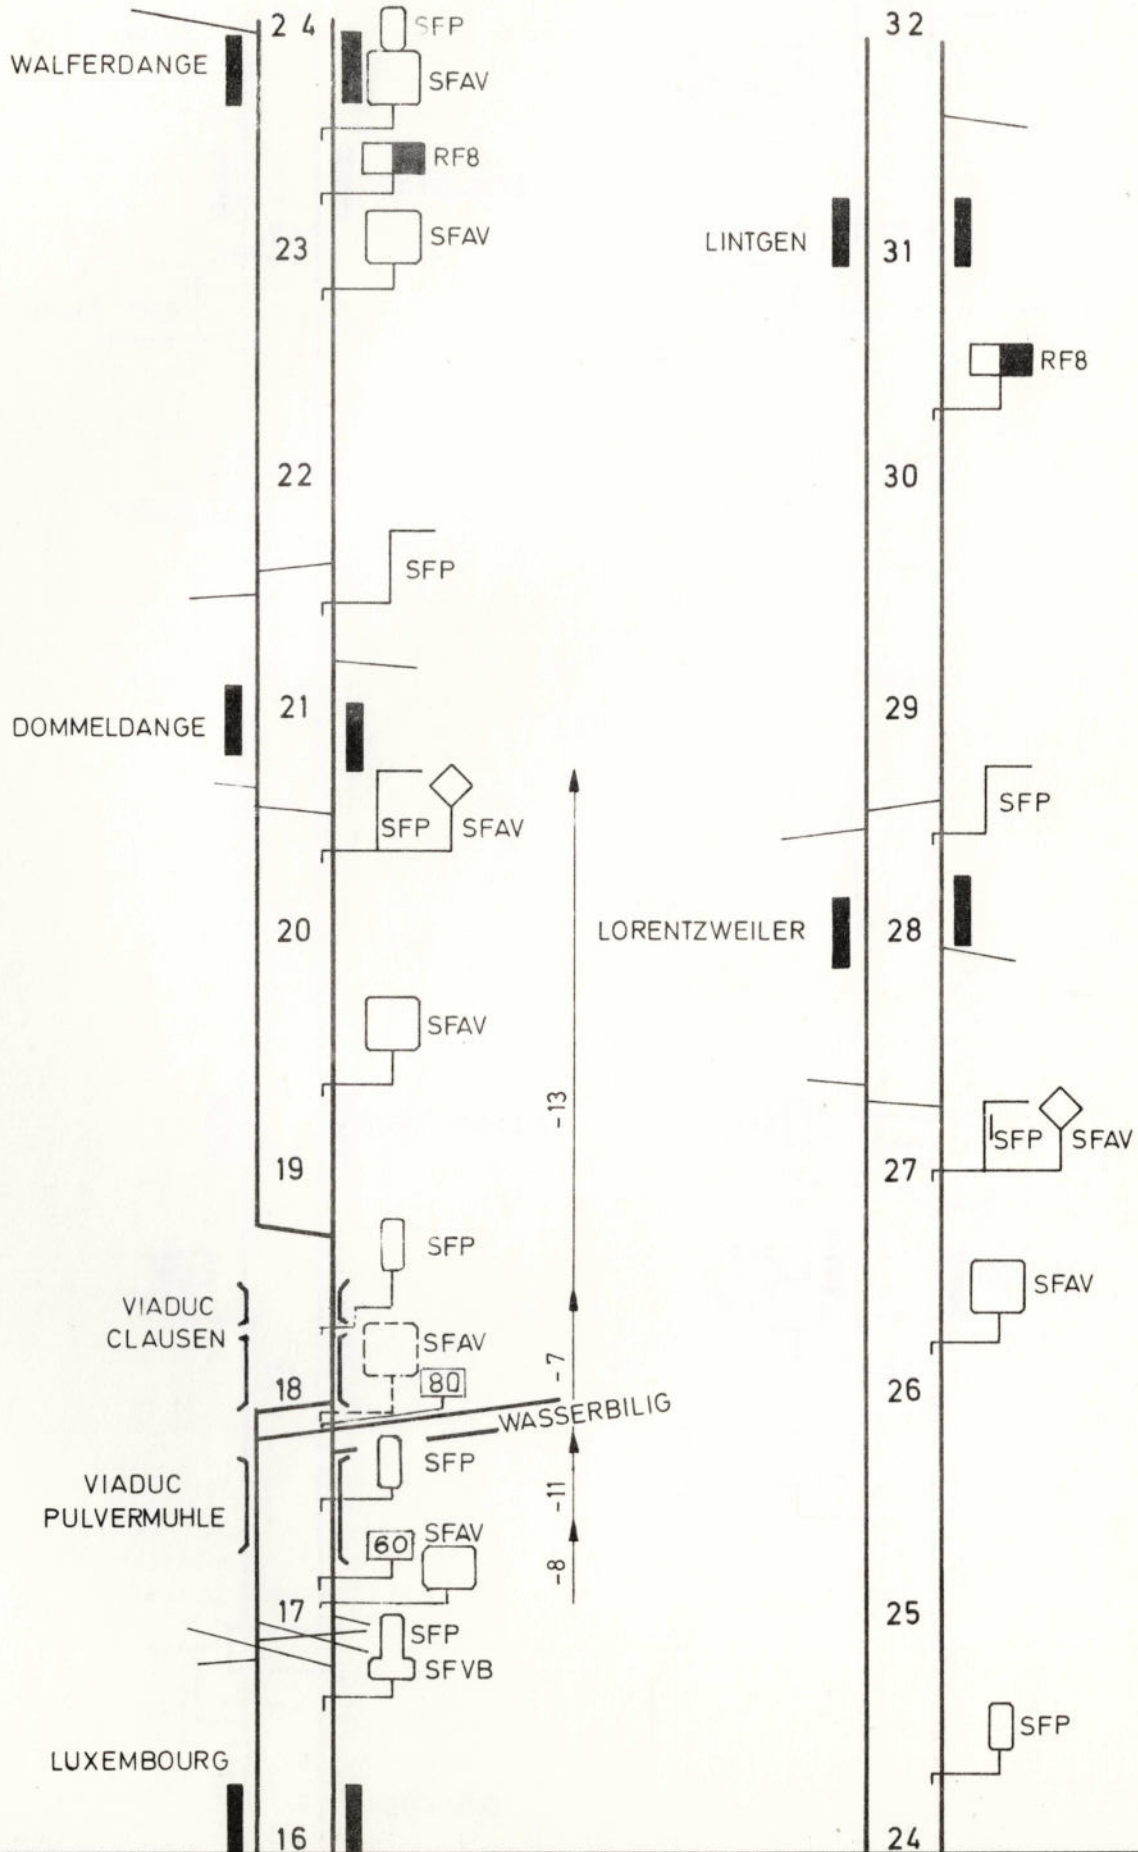 24
SFP
WALFERDANGE
SFAV
RF8
SFAV
23
22
SFP
21
DOMMELDANGE
SFP SFAV
20
SFAV
-13
19
SFP
VIADUC
CLAUSEN
SFAV
-7
80
18
WASSERBILIG
SFP
VIADUC
PULVERMUHLE
-11
SFAV
60
-8
17
SFP
SFVB
LUXEMBOURG
16
32
LINTGEN
31
RF8
30
29
SFP
LORENTZWEILER
28
SFP SFAV
27
SFAV
26
25
SFP
24